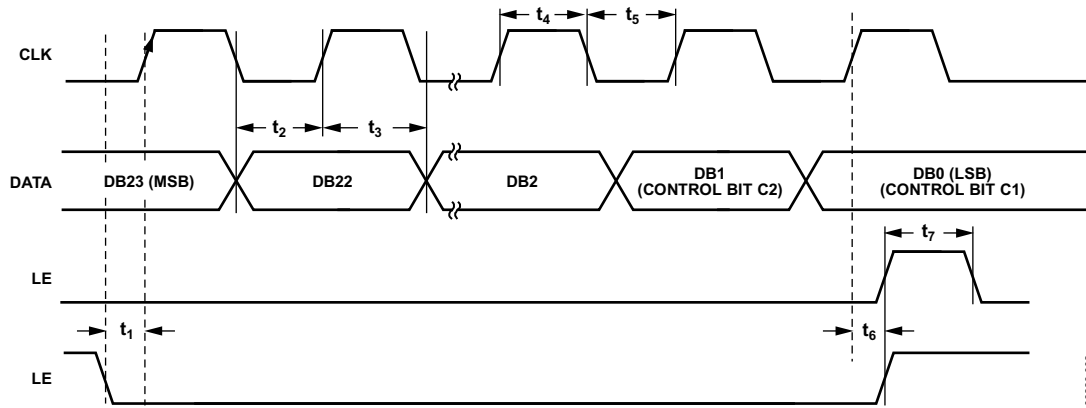 t4 t5
CLK
t2 t3
DATA DB23 (MSB) DB22 DB2 DB1 (CONTROL BIT C2) DB0 (LSB) (CONTROL BIT C1)
t7
LE
t1 t6
LE